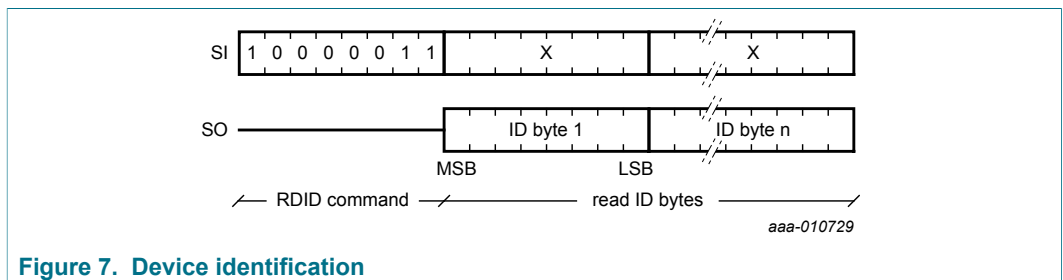 SI 1 0 0 0 0 0 1 1 X X
SO ID byte 1 ID byte n
MSB LSB
RDID command read ID bytes
aaa-010729
Figure 7. Device identification